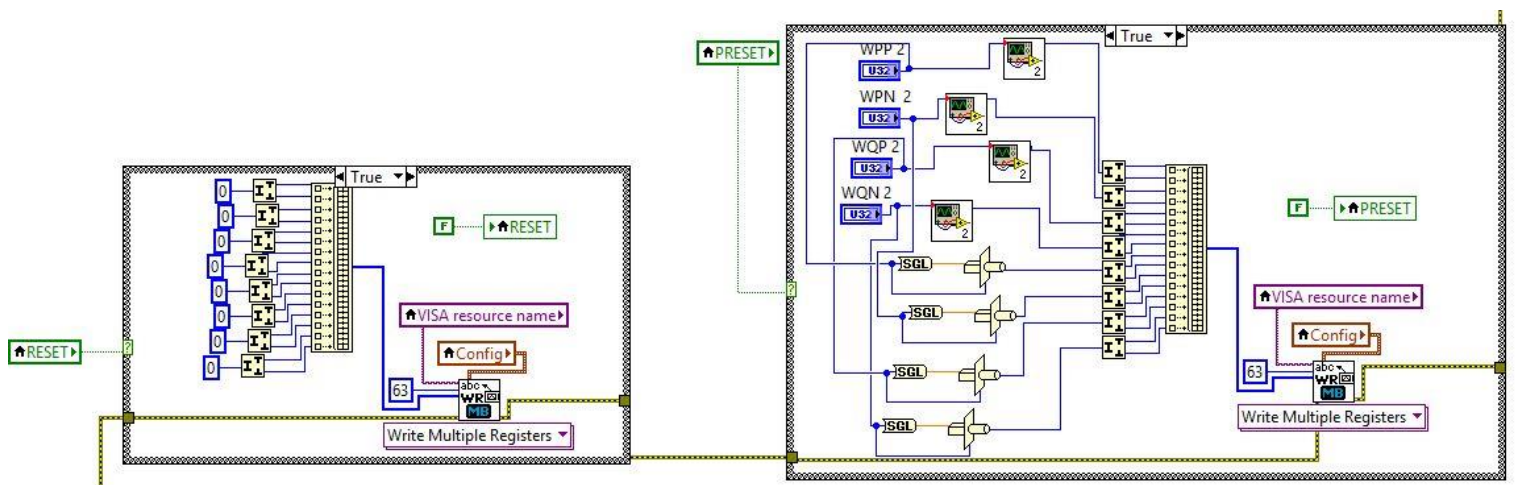 True
0
0
0
0
0
0
0
0
F
RESET
VISA resource name
Config
RESET
?
63
abc
WR
MB
Write Multiple Registers
PRESET
True
WPP 2
U32
2
WPN 2
U32
2
WQP 2
U32
2
WQN 2
U32
2
SGL
SGL
SGL
SGL
F
PRESET
?
VISA resource name
Config
63
abc
WR
MB
Write Multiple Registers